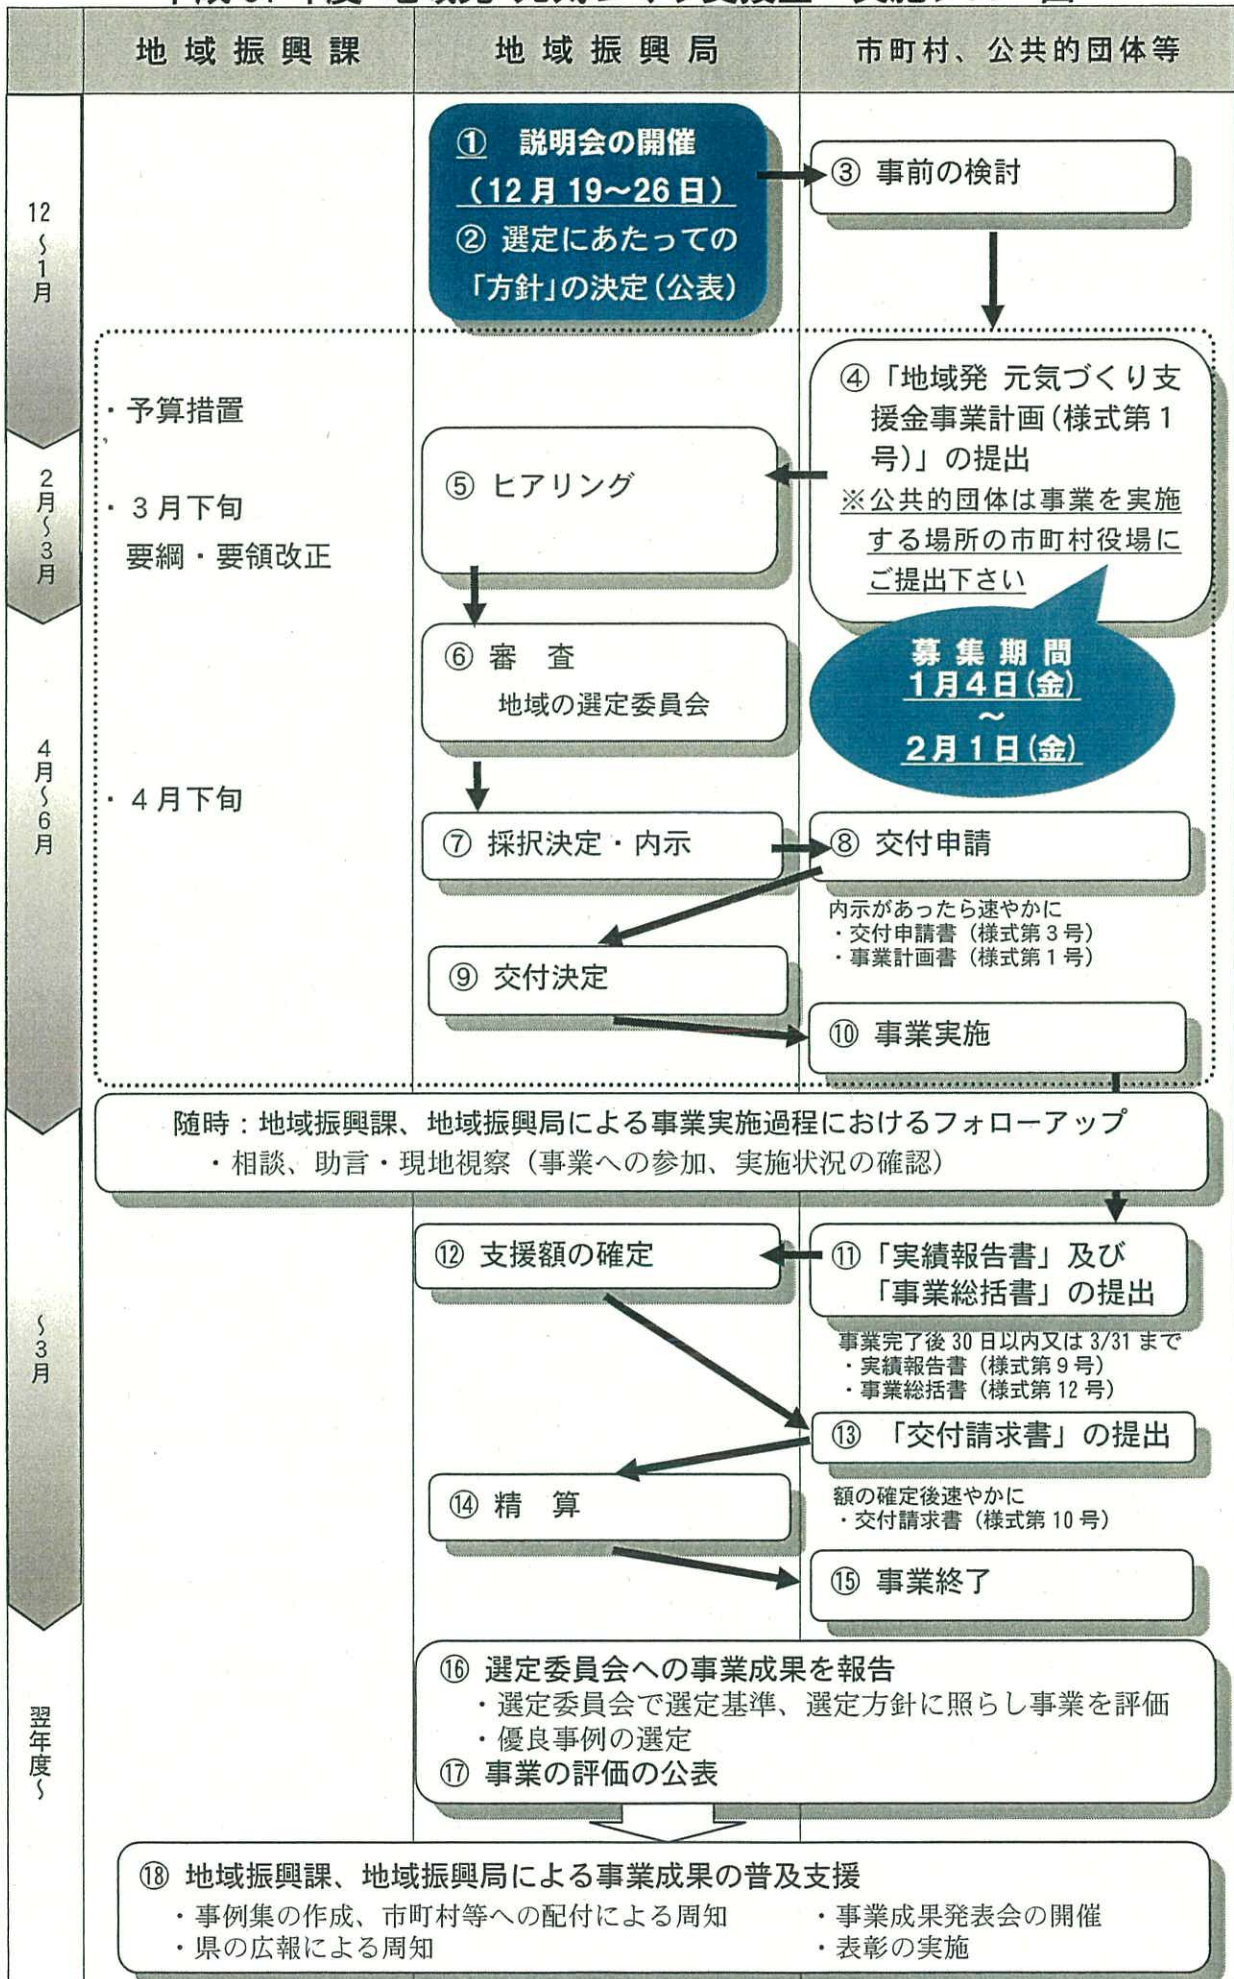 地域振興課
地域振興局
市町村、公共的団体等
12～1月
① 説明会の開催
(12月19～26日)
② 選定にあたっての
「方針」の決定(公表)
③ 事前の検討
・予算措置
④「地域発 元気づくり支
援金事業計画(様式第1
号)」の提出
※公共的団体は事業を実施
する場所の市町村役場に
ご提出下さい
2月～3月
・3月下旬
要綱・要領改正
⑤ ヒアリング
募集期間
1月4日(金)
～
2月1日(金)
⑥ 審 査
地域の選定委員会
4月～6月
・4月下旬
⑦ 採択決定・内示
⑧ 交付申請
内示があったら速やかに
・交付申請書(様式第3号)
・事業計画書(様式第1号)
⑨ 交付決定
⑩ 事業実施
随時：地域振興課、地域振興局による事業実施過程におけるフォローアップ
・相談、助言・現地視察(事業への参加、実施状況の確認)
～3月
⑫ 支援額の確定
⑪「実績報告書」及び
「事業総括書」の提出
事業完了後30日以内又は3/31まで
・実績報告書(様式第9号)
・事業総括書(様式第12号)
⑬ 「交付請求書」の提出
額の確定後速やかに
・交付請求書(様式第10号)
⑭ 精 算
⑮ 事業終了
翌年度～
⑯ 選定委員会への事業成果を報告
・選定委員会で選定基準、選定方針に照らし事業を評価
・優良事例の選定
⑰ 事業の評価の公表
⑱ 地域振興課、地域振興局による事業成果の普及支援
・事例集の作成、市町村等への配付による周知
・事業成果発表会の開催
・県の広報による周知
・表彰の実施